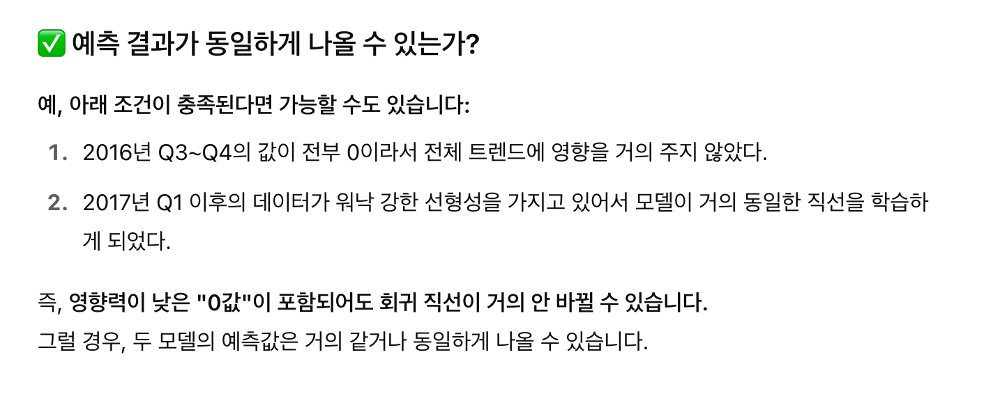 ✅ 예측 결과가 동일하게 나올 수 있는가?
예, 아래 조건이 충족된다면 가능할 수도 있습니다:
1. 2016년 Q3~Q4의 값이 전부 0이라서 전체 트렌드에 영향을 거의 주지 않았다.
2. 2017년 Q1 이후의 데이터가 워낙 강한 선형성을 가지고 있어서 모델이 거의 동일한 직선을 학습하
게 되었다.
즉, 영향력이 낮은 "0값"이 포함되어도 회귀 직선이 거의 안 바뀔 수 있습니다.
그럴 경우, 두 모델의 예측값은 거의 같거나 동일하게 나올 수 있습니다.